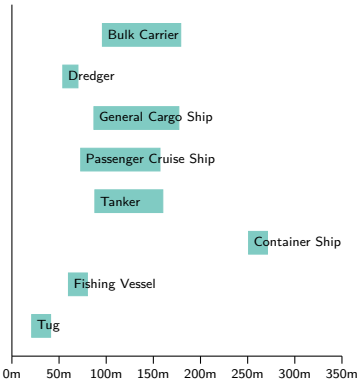 Bulk Carrier
Dredger
General Cargo Ship
Passenger Cruise Ship
Tanker
Container Ship
Fishing Vessel
Tug
0m 50m 100m 150m 200m 250m 300m 350m